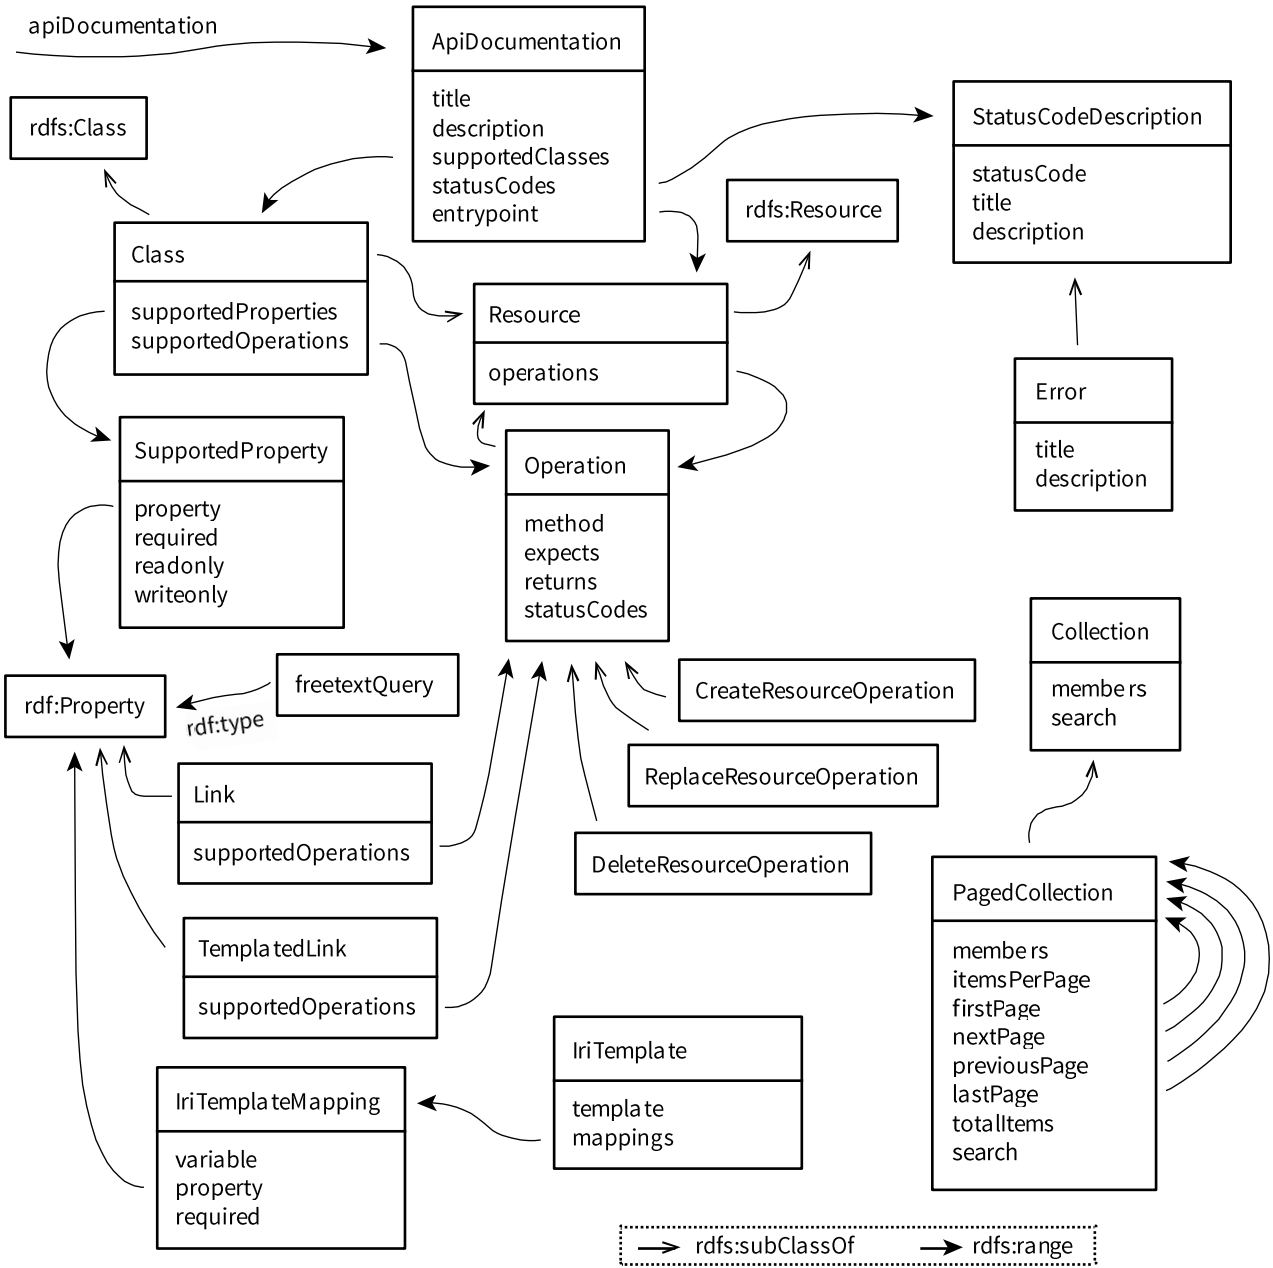 apiDocumentation
ApiDocumentation
title
description
supportedClasses
statusCodes
entrypoint
rdfs:Class
StatusCodeDescription
statusCode
title
description
rdfs:Resource
Class
supportedProperties
supportedOperations
Resource
operations
Error
title
description
SupportedProperty
property
required
readonly
writeonly
Operation
method
expects
returns
statusCodes
Collection
members
search
rdf:Property
freetextQuery
rdf:type
CreateResourceOperation
ReplaceResourceOperation
DeleteResourceOperation
Link
supportedOperations
TemplatedLink
supportedOperations
PagedCollection
members
itemsPerPage
firstPage
nextPage
previousPage
lastPage
totalItems
search
IriTemplate
template
mappings
IriTemplateMapping
variable
property
required
rdfs:subClassOf
rdfs:range